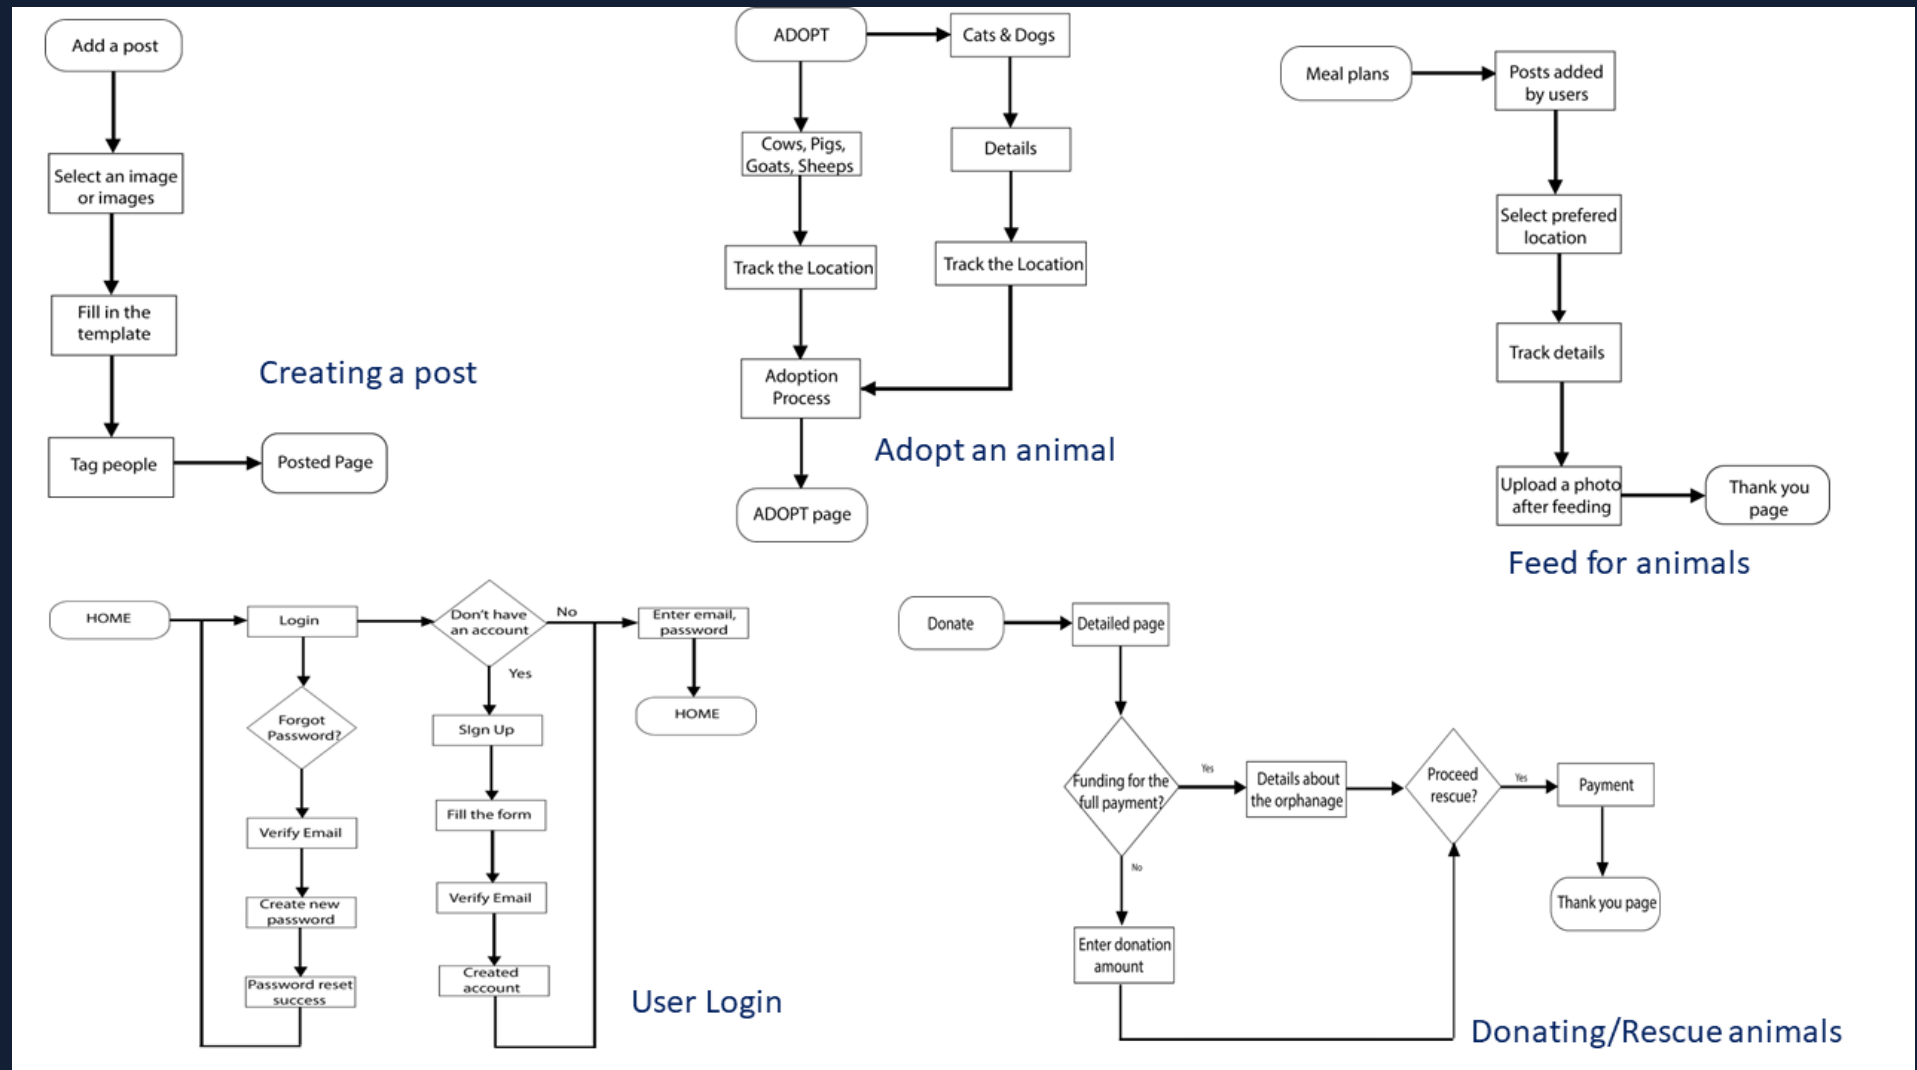 Add a post
Select an image
or images
Fill in the
template
Tag people
Posted Page
Creating a post
ADOPT
Cats & Dogs
Cows, Pigs,
Goats, Sheeps
Details
Track the Location
Track the Location
Adoption
Process
ADOPT page
Adopt an animal
Meal plans
Posts added
by users
Select prefered
location
Track details
Upload a photo
after feeding
Thank you
page
Feed for animals
HOME
Login
Don't have
an account
No
Enter email,
password
HOME
Yes
Forgot
Password?
Verify Email
Create new
password
Password reset
success
SIgn Up
Fill the form
Verify Email
Created
account
User Login
Donate
Detailed page
Funding for the
full payment?
Yes
Details about
the orphanage
Proceed
rescue?
Yes
Payment
Thank you page
No
Enter donation
amount
Donating/Rescue animals